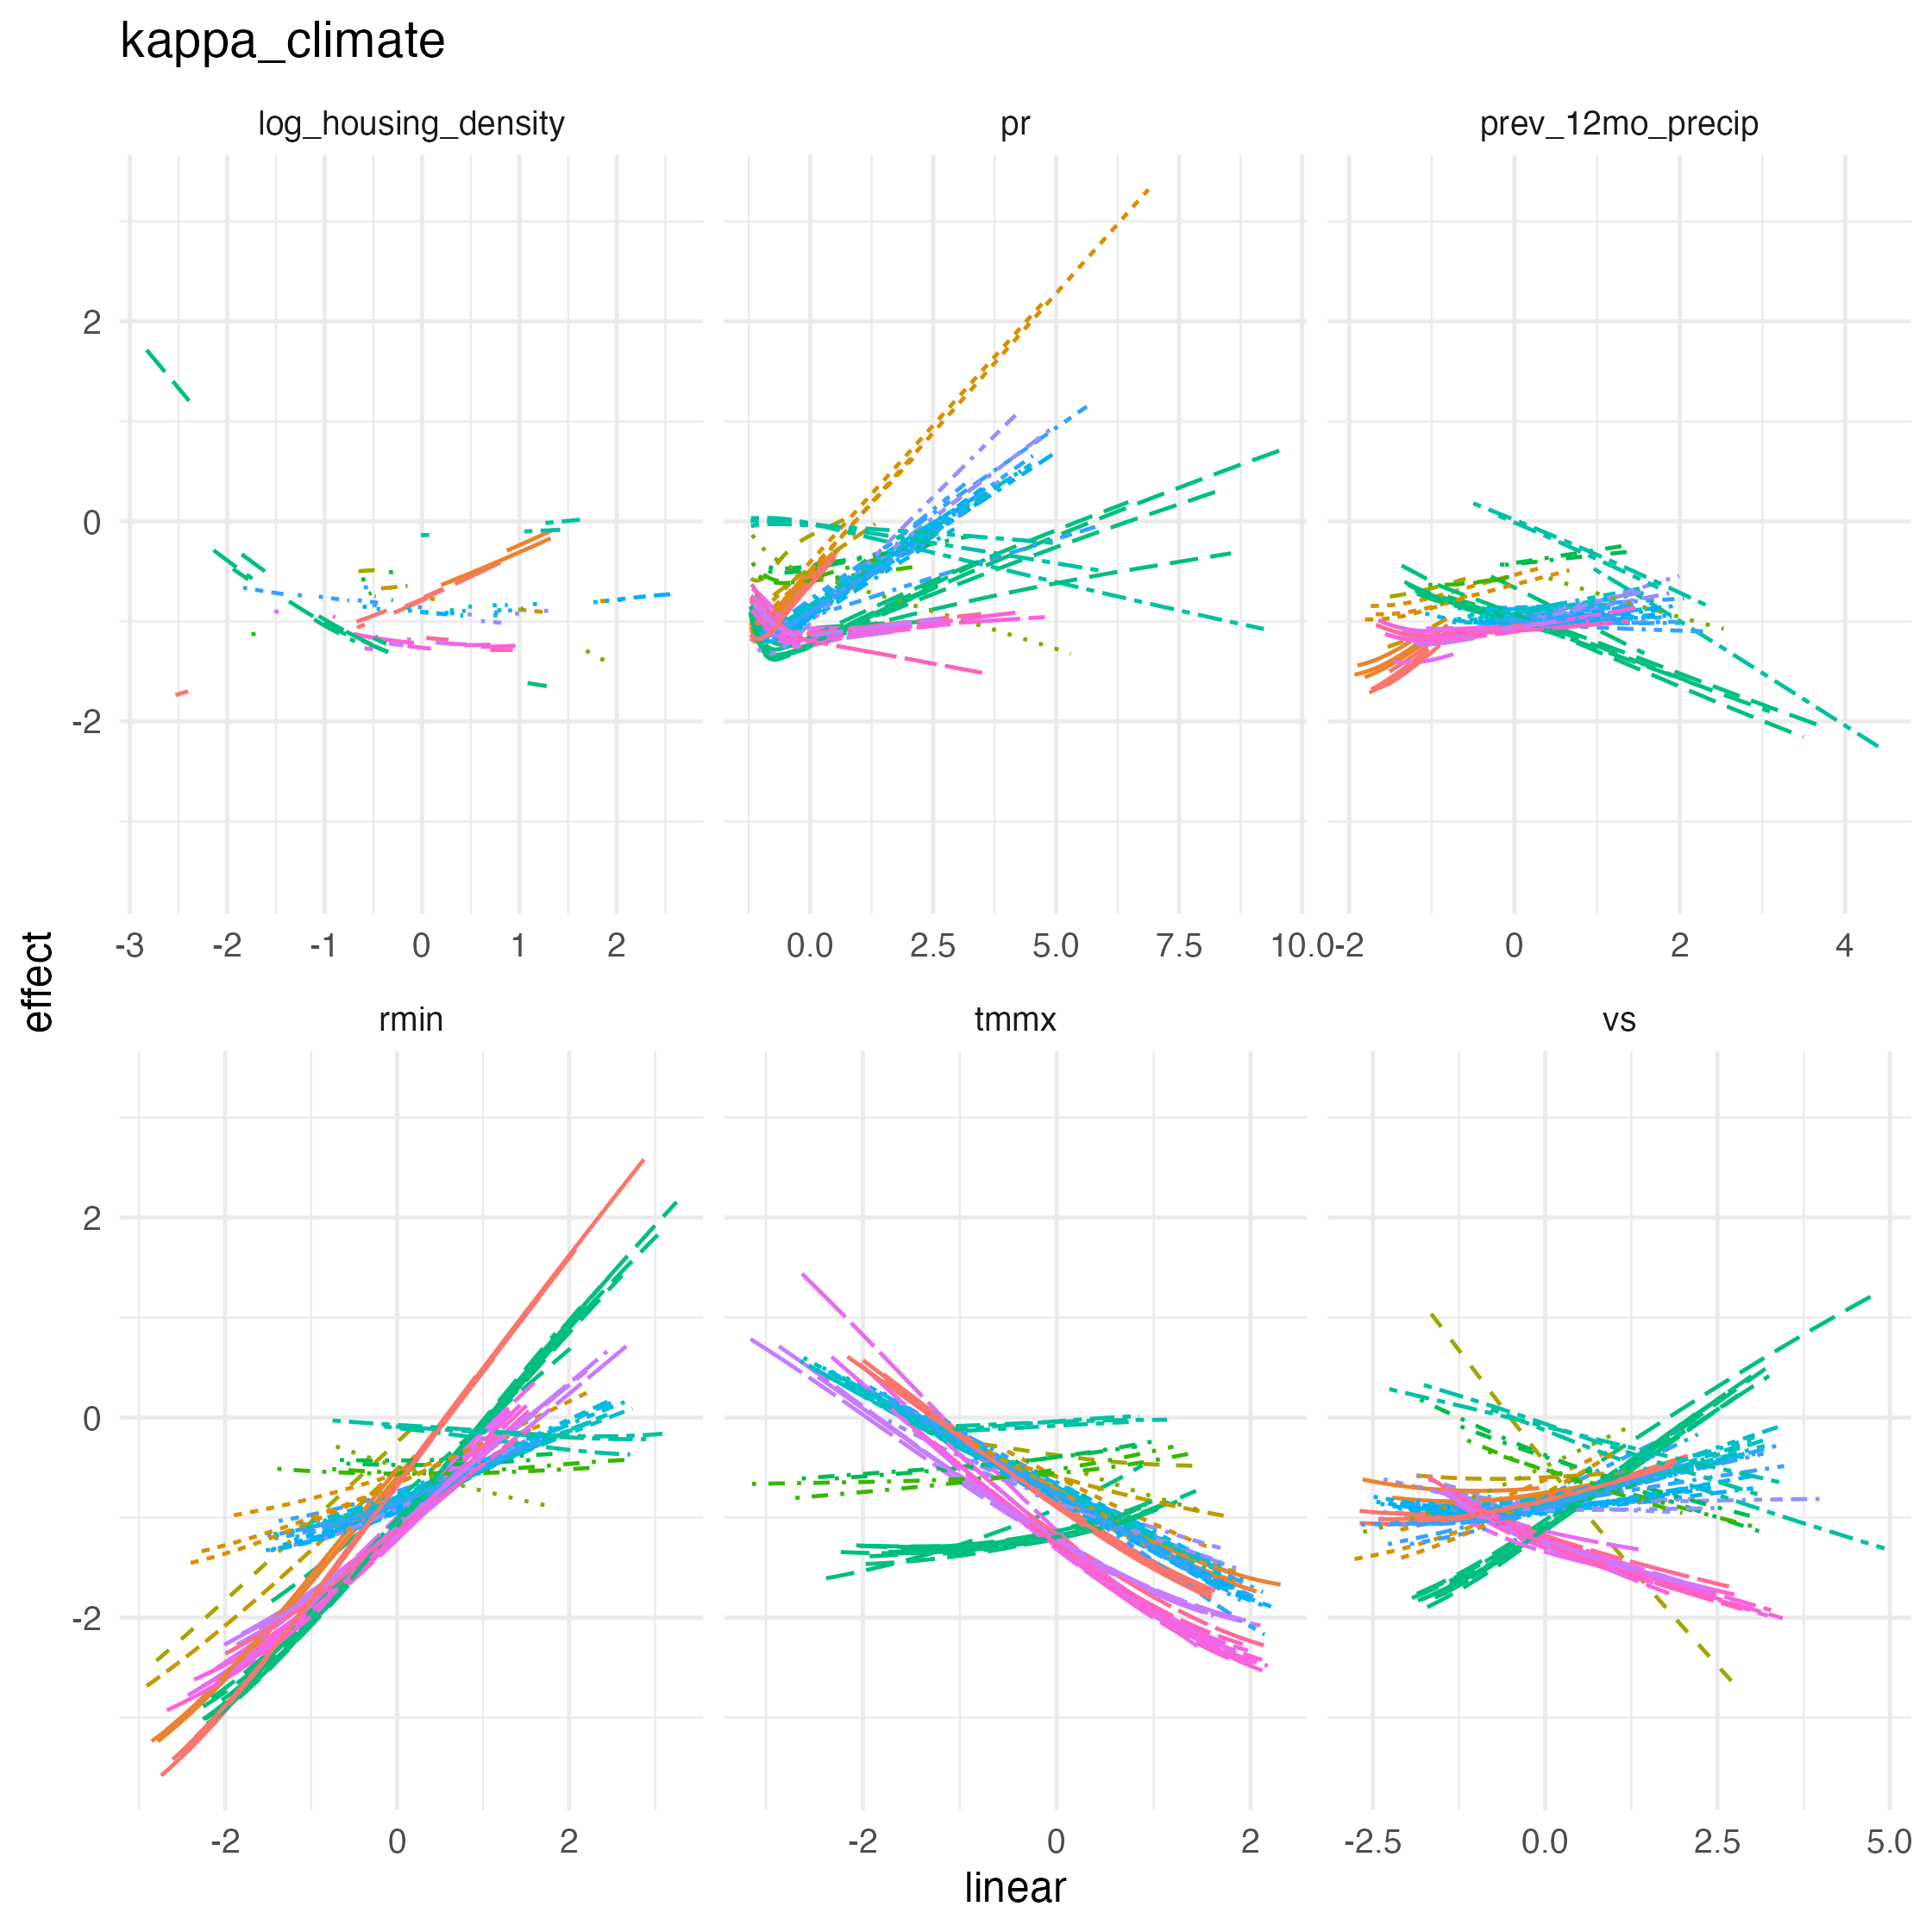 kappa_climate
log_housing_density pr prev_12mo_precip
2
0
-2
-3 -2 -1 0 1 2 0.0 2.5 5.0 7.5 10.0 -2 0 2 4
effect
rmin tmmx vs
2
0
-2
-2 0 2 -2 0 2 -2.5 0.0 2.5 5.0
linear